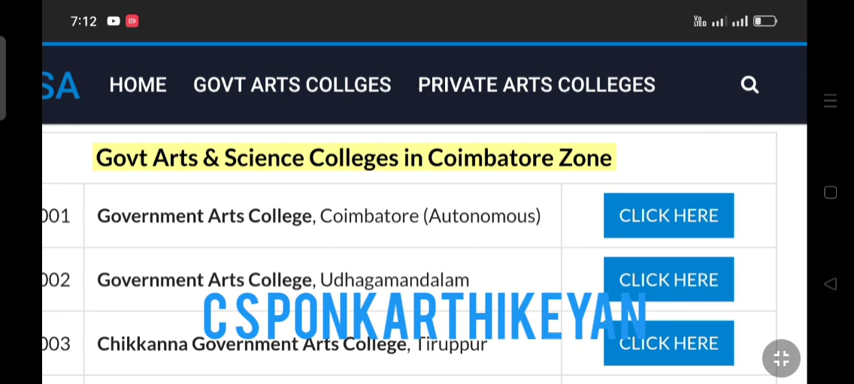 7:12
SA HOME GOVT ARTS COLLGES PRIVATE ARTS COLLEGES
Govt Arts & Science Colleges in Coimbatore Zone
001 Government Arts College, Coimbatore (Autonomous) CLICK HERE
002 Government Arts College, Udhagamandalam CLICK HERE
C S PONKARTHIKEYAN
003 Chikkanna Government Arts College, Tiruppur CLICK HERE